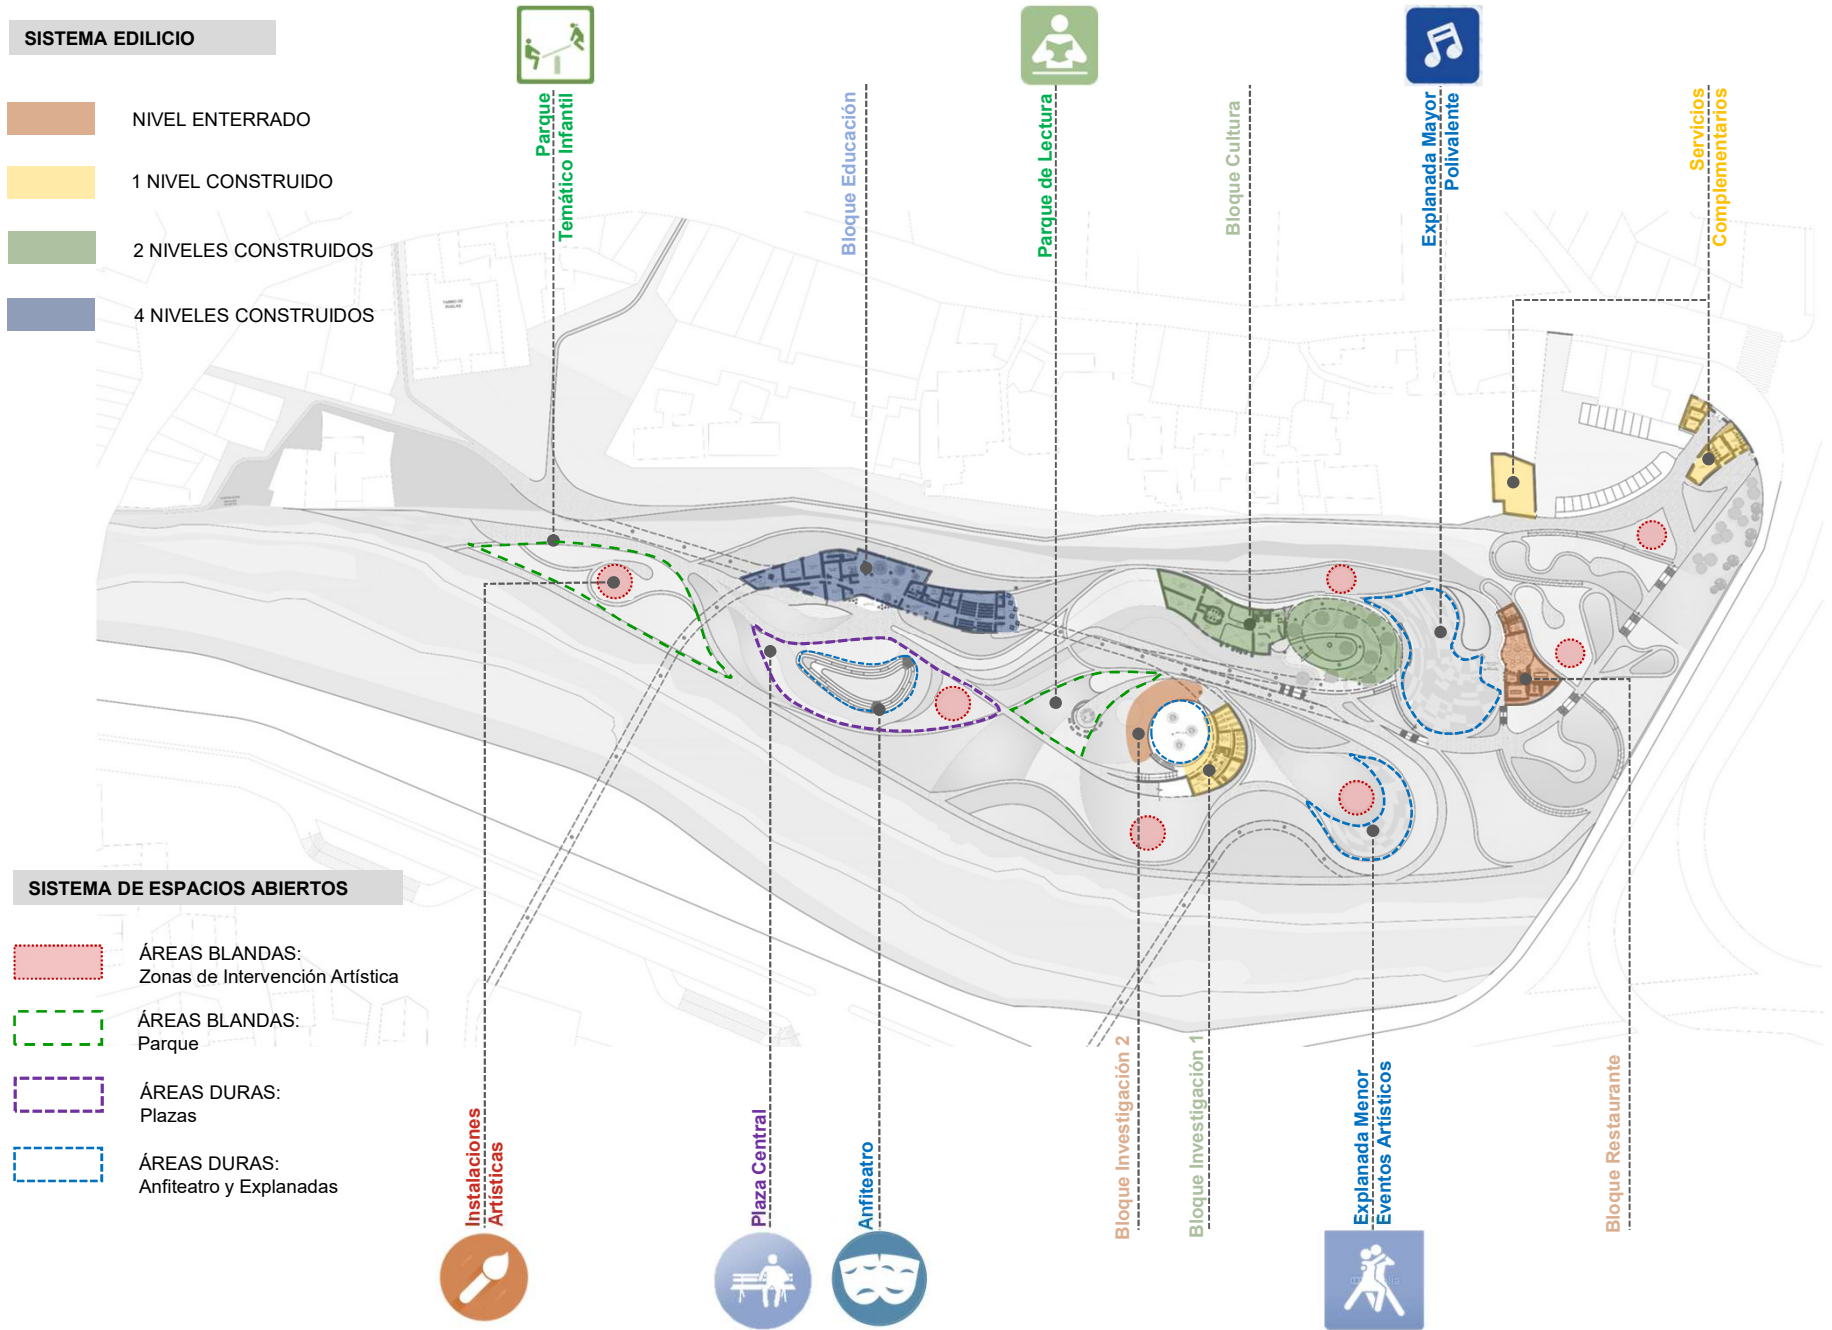 SISTEMA EDILICIO
NIVEL ENTERRADO
1 NIVEL CONSTRUIDO
2 NIVELES CONSTRUIDOS
4 NIVELES CONSTRUIDOS
Parque
Temático Infantil
Bloque Educación
Parque de Lectura
Bloque Cultura
Explanada Mayor
Polivalente
Servicios
Complementarios
SISTEMA DE ESPACIOS ABIERTOS
ÁREAS BLANDAS:
Zonas de Intervención Artística
ÁREAS BLANDAS:
Parque
ÁREAS DURAS:
Plazas
ÁREAS DURAS:
Anfiteatro y Explanadas
Instalaciones
Artísticas
Plaza Central
Anfiteatro
Bloque Investigación 2
Bloque Investigación 1
Explanada Menor
Eventos Artísticos
Bloque Restaurante